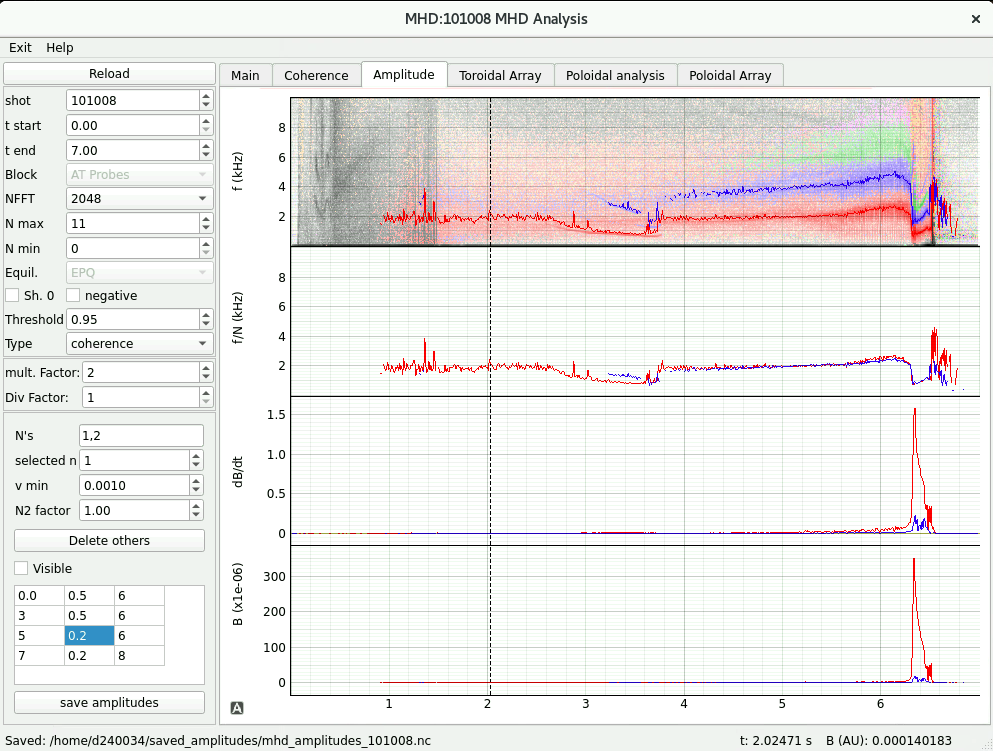 MHD:101008 MHD Analysis
×
Exit Help
Reload
shot 101008
t start 0.00
t end 7.00
Block AT Probes
NFFT 2048
N max 11
N min 0
Equil. EPQ
Sh. 0 negative
Threshold 0.95
Type coherence
mult. Factor: 2
Div Factor: 1
N's 1,2
selected n 1
v min 0.0010
N2 factor 1.00
Delete others
Visible
0.0 0.5 6
3 0.5 6
5 0.2 6
7 0.2 8
save amplitudes
Main Coherence Amplitude Toroidal Array Poloidal analysis Poloidal Array
f (kHz)
8
6
4
2
f/N (kHz)
8
6
4
2
dB/dt
1.5
1.0
0.5
0
B (x1e-06)
300
200
100
0
1 2 3 4 5 6
A
Saved: /home/d240034/saved_amplitudes/mhd_amplitudes_101008.nc
t: 2.02471 s B (AU): 0.000140183